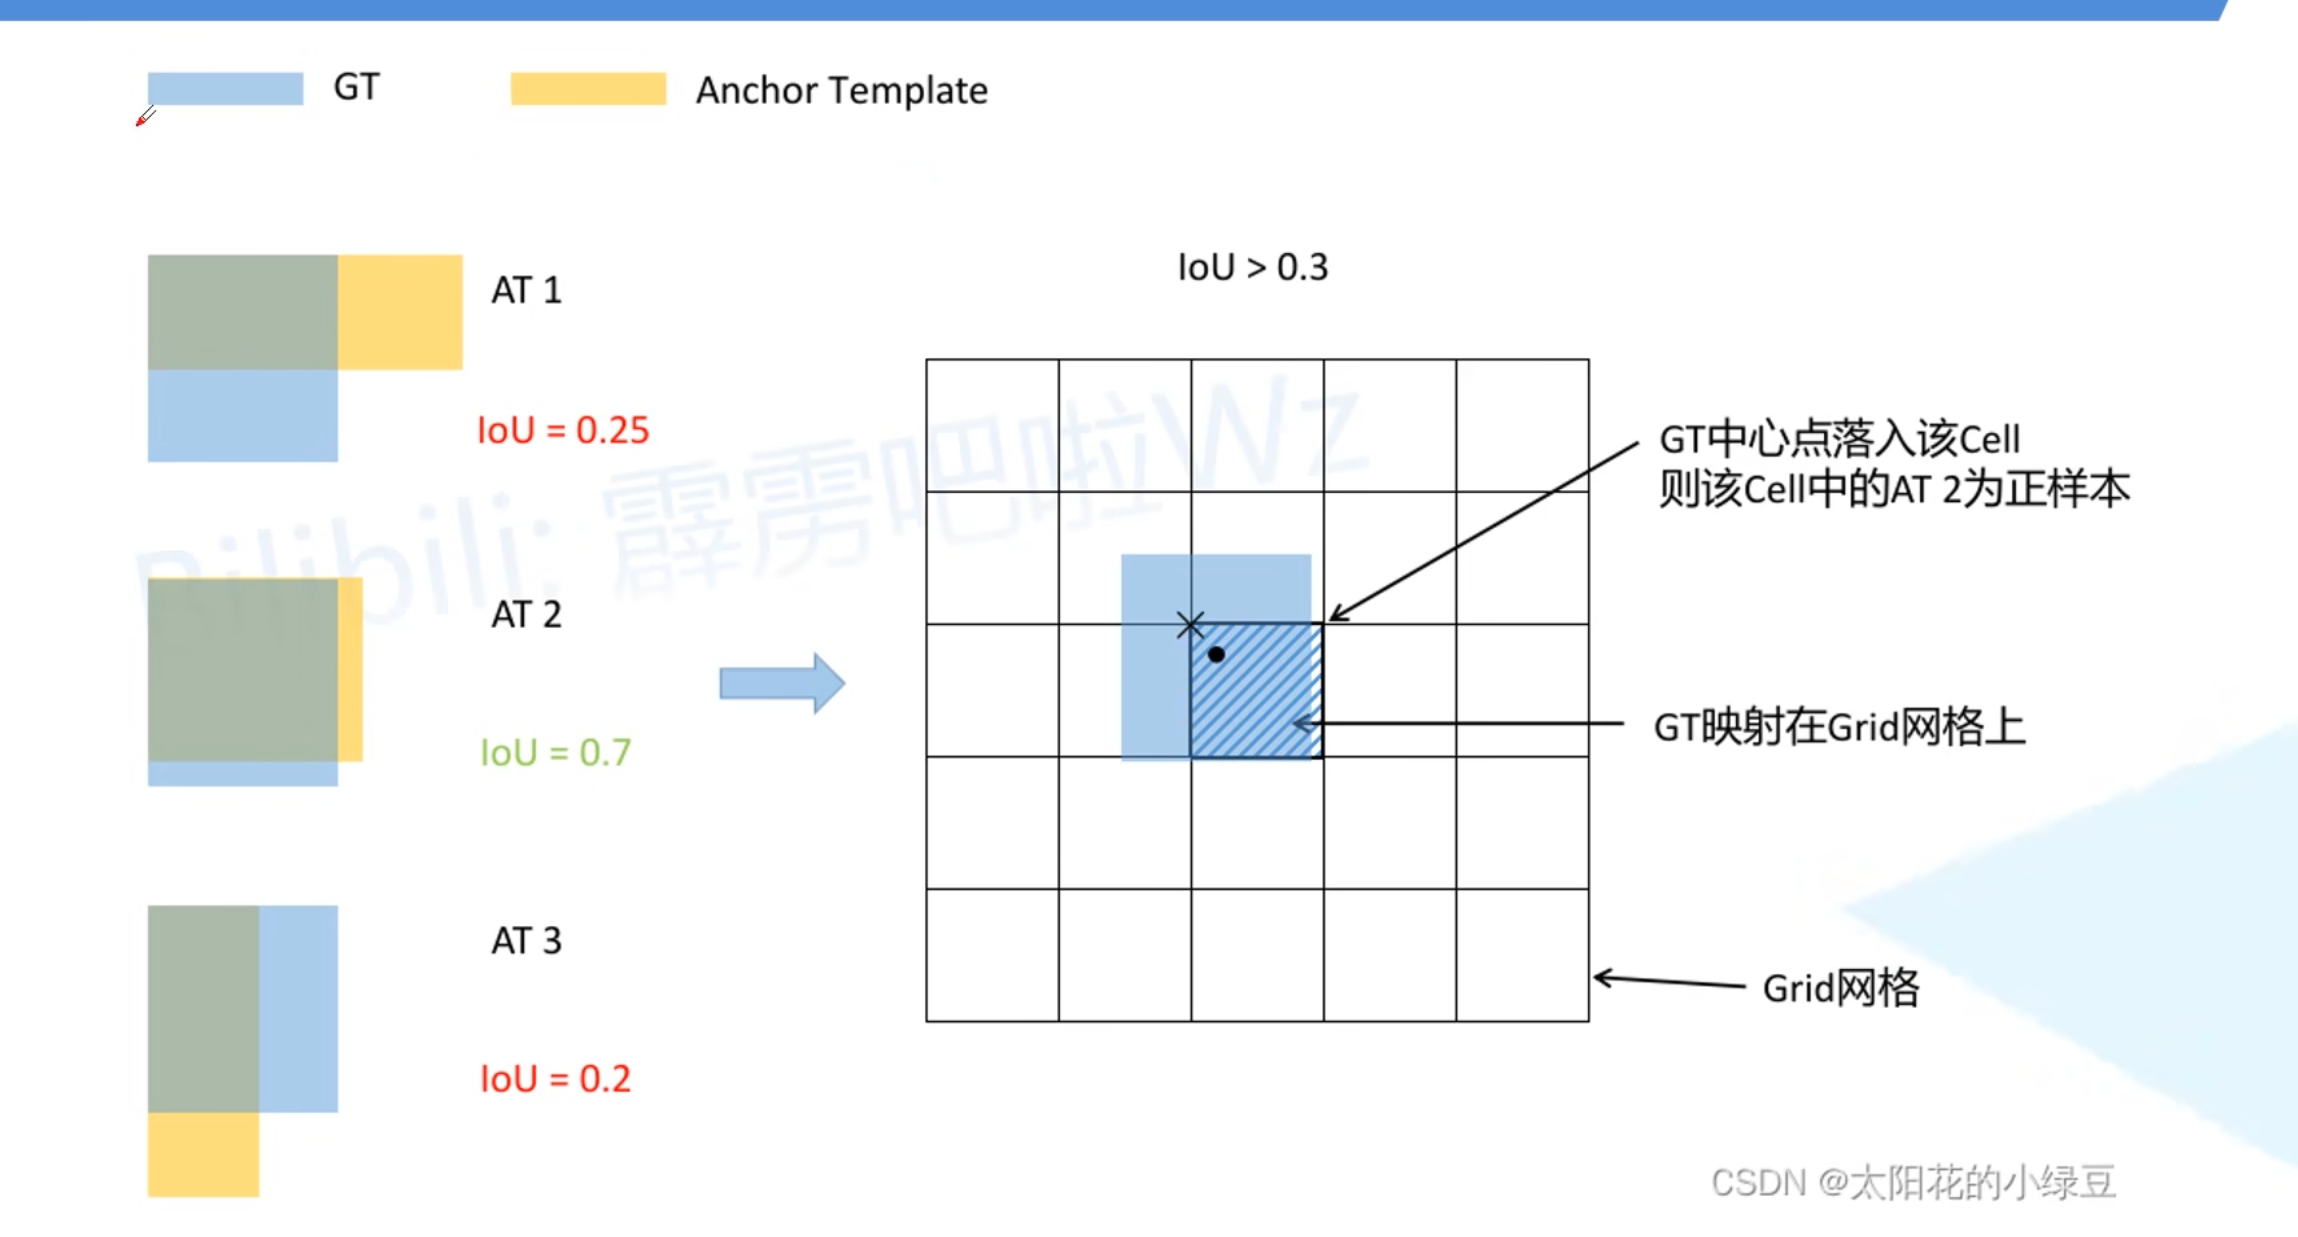 GT
Anchor Template
AT 1
IoU = 0.25
AT 2
IoU = 0.7
AT 3
IoU = 0.2
IoU > 0.3
GT中心点落入该Cell
则该Cell中的AT 2为正样本
GT映射在Grid网格上
Grid网格
Bilibili: 霹雳吧啦Wz
CSDN @太阳花的小绿豆